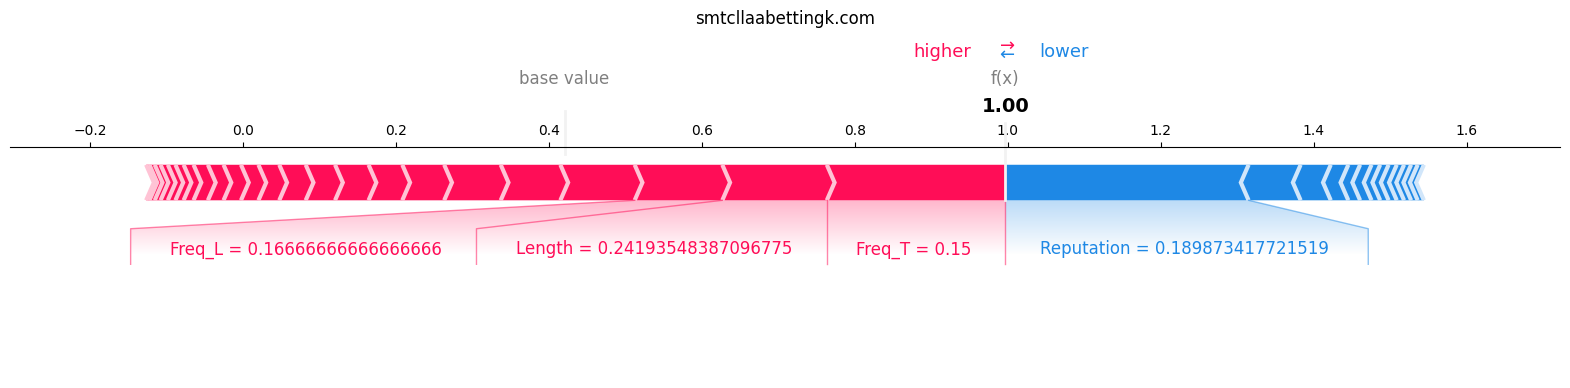 smtcllaabettingk.com
higher ⇄ lower
base value f(x)
1.00
−0.2 0.0 0.2 0.4 0.6 0.8 1.0 1.2 1.4 1.6
Freq_L = 0.16666666666666666 Length = 0.24193548387096775 Freq_T = 0.15 Reputation = 0.189873417721519